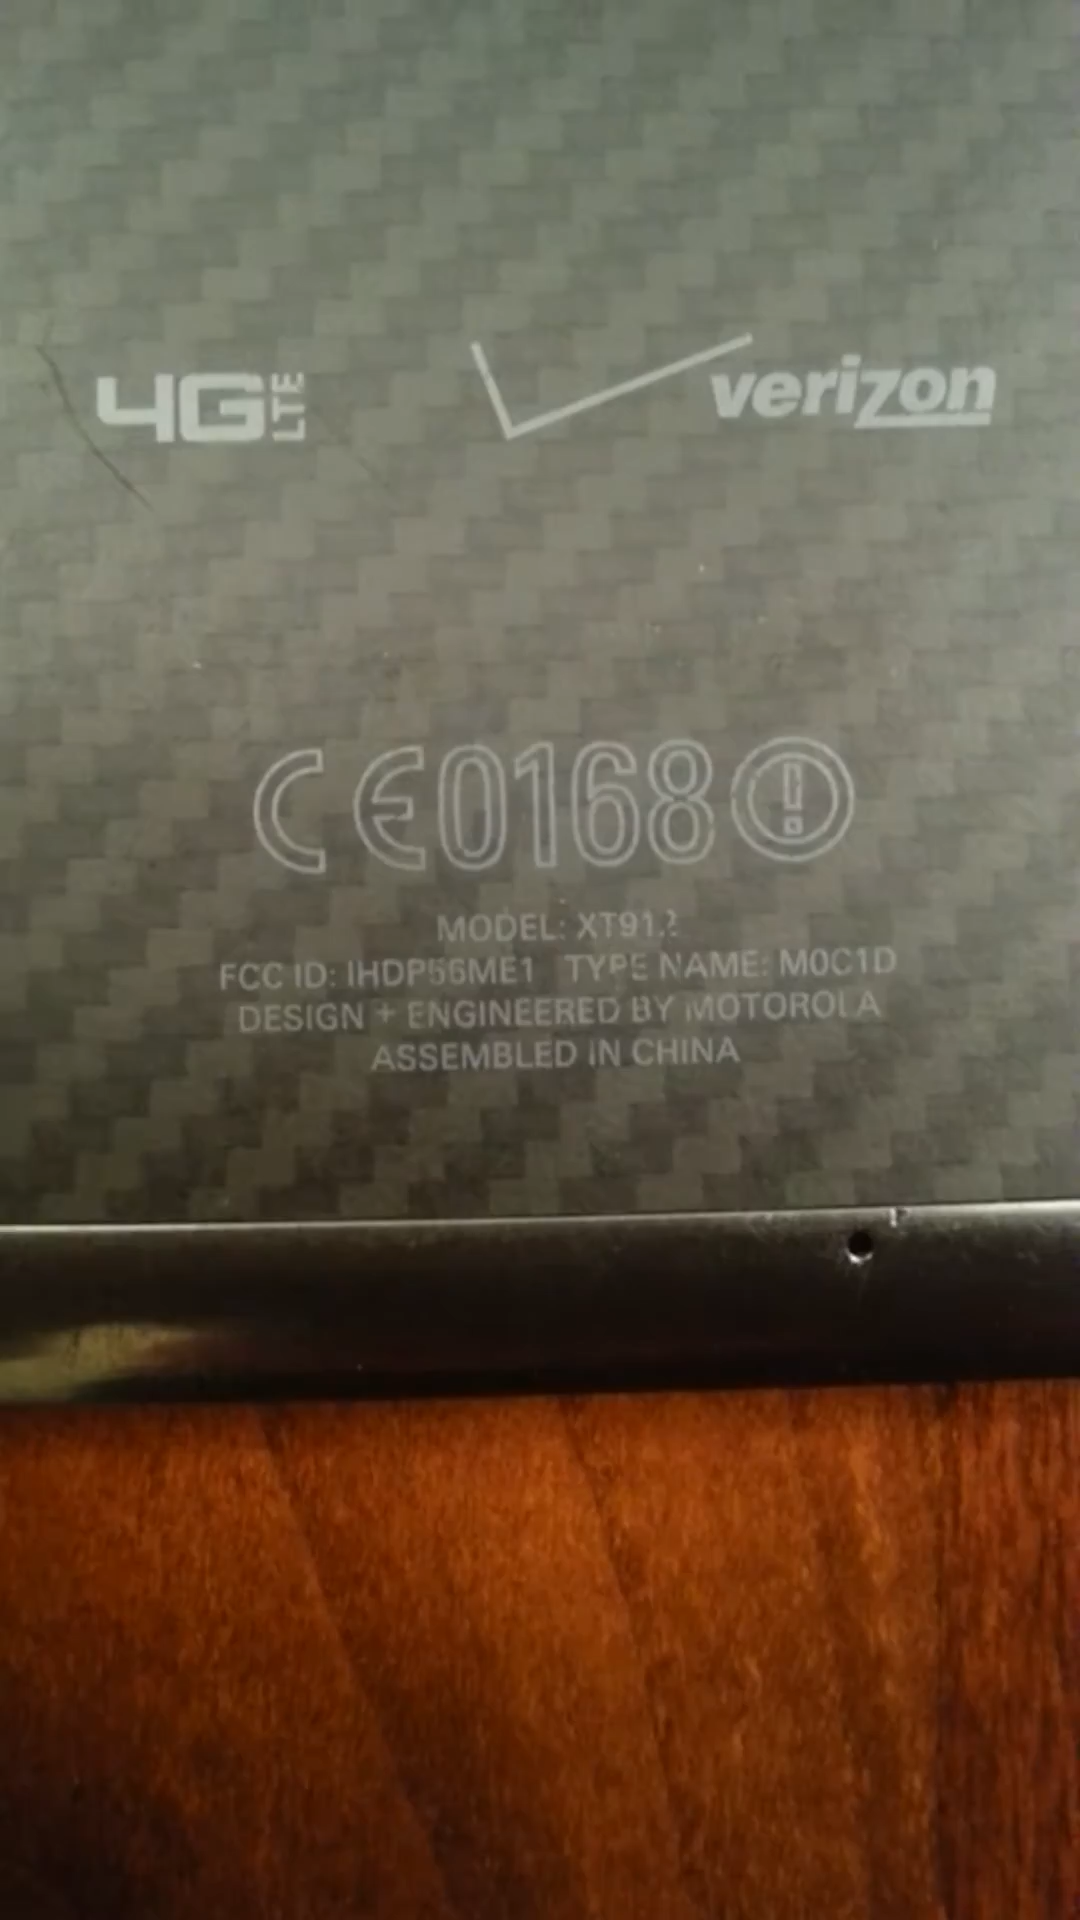 4G LTE verizon
CE0168
MODEL:
FCC ID: IHDP56ME1 TYPE NAME: M0C1D
DESIGN + ENGINEERED BY MOTOROLA
ASSEMBLED IN CHINA